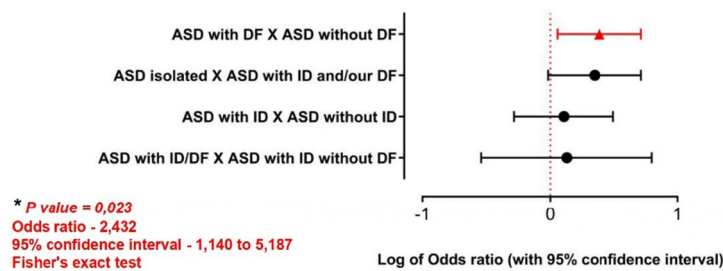 ASD with DF X ASD without DF
ASD isolated X ASD with ID and/our DF
ASD with ID X ASD without ID
ASD with ID/DF X ASD with ID without DF
-1 0 1
* P value = 0,023
Odds ratio - 2,432
95% confidence interval - 1,140 to 5,187
Fisher's exact test
Log of Odds ratio (with 95% confidence interval)